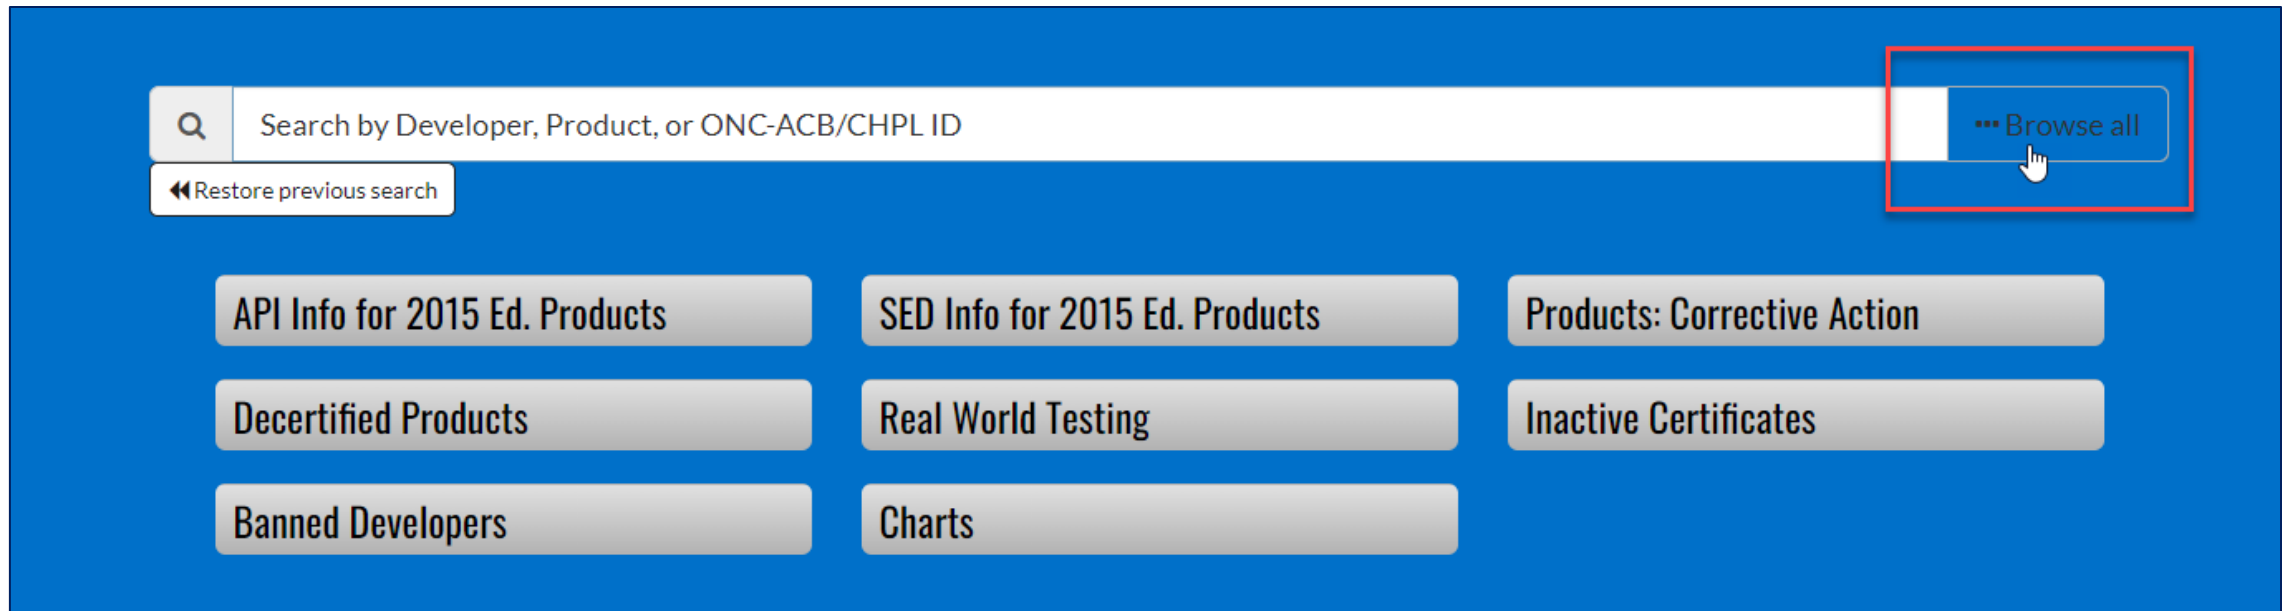 Search by Developer, Product, or ONC-ACB/CHPL ID
Browse all
Restore previous search
API Info for 2015 Ed. Products
SED Info for 2015 Ed. Products
Products: Corrective Action
Decertified Products
Real World Testing
Inactive Certificates
Banned Developers
Charts